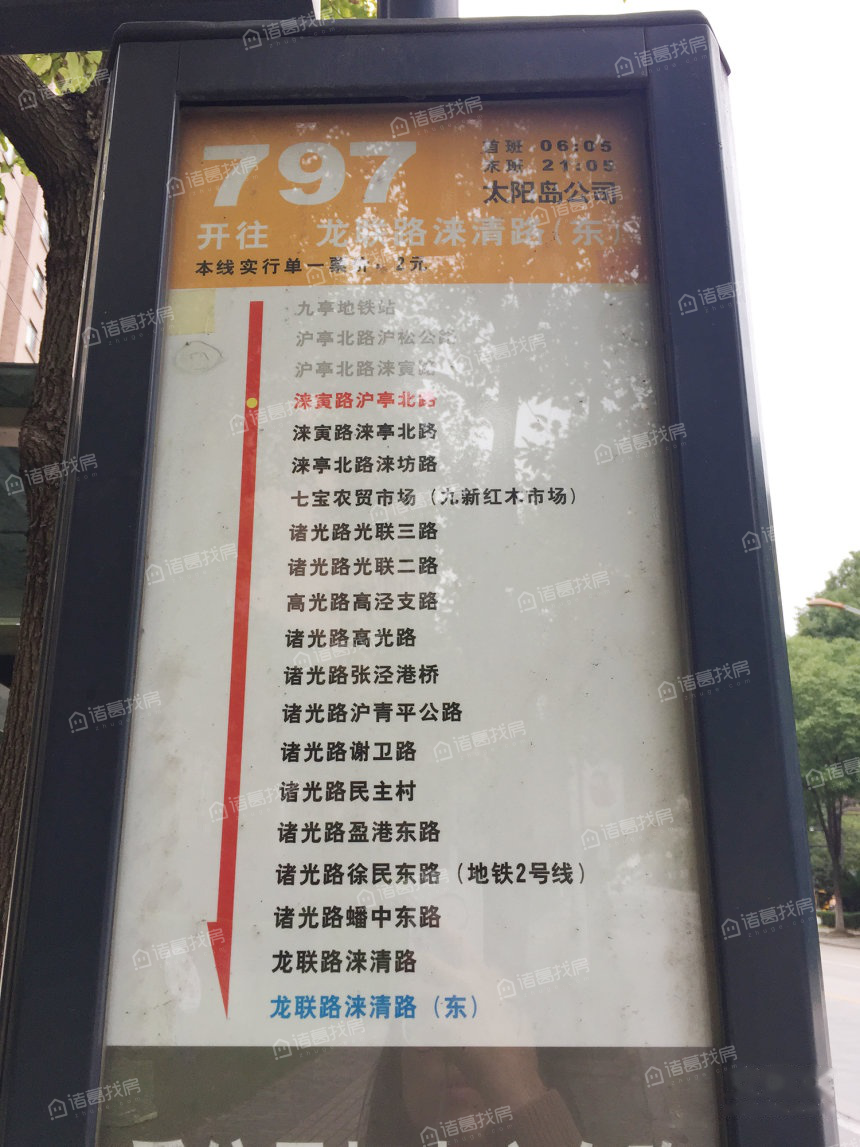 797
首班 06:05
末班 21:05
太阳岛公司
开往 龙联路涞清路(东)
本线实行单一票价:2元
九亭地铁站
沪亭北路沪松公路
沪亭北路涞寅路
涞寅路沪亭北路
涞寅路涞亭北路
涞亭北路涞坊路
七宝农贸市场（九新红木市场）
诸光路光联三路
诸光路光联二路
高光路高泾支路
诸光路高光路
诸光路张泾港桥
诸光路沪青平公路
诸光路谢卫路
诸光路民主村
诸光路盈港东路
诸光路徐民东路（地铁2号线）
诸光路蟠中东路
龙联路涞清路
龙联路涞清路（东）
诸葛找房